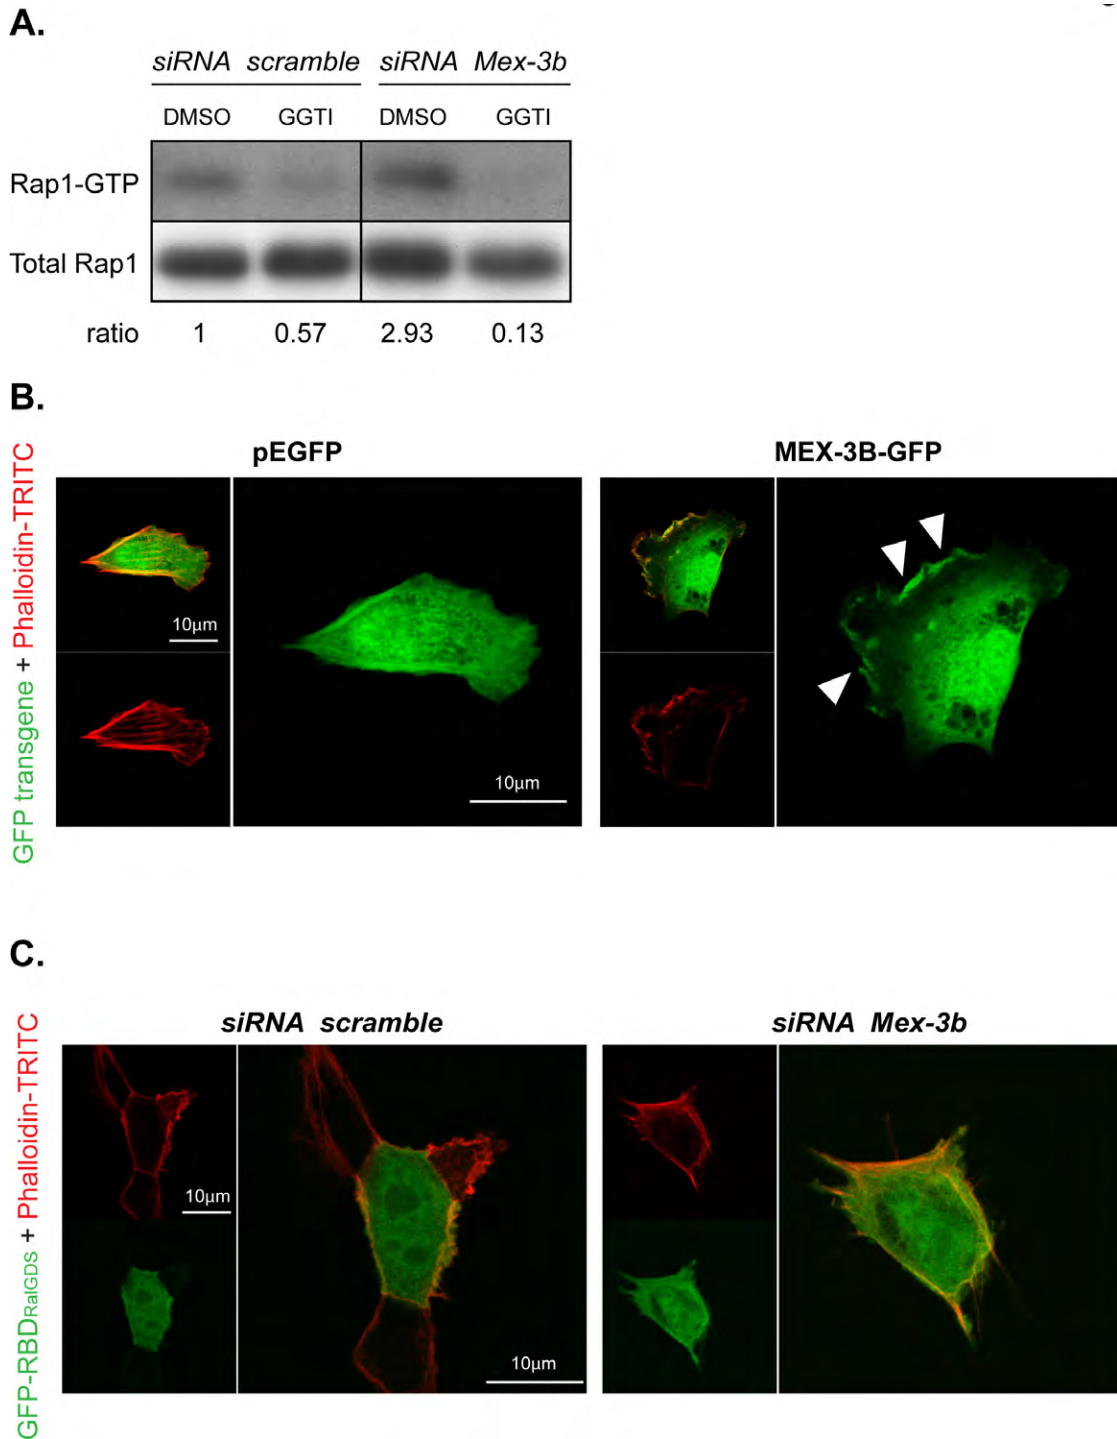 A.
siRNA scramble siRNA Mex-3b
DMSO GGTI DMSO GGTI
Rap1-GTP
Total Rap1
ratio 1 0.57 2.93 0.13
B.
pEGFP MEX-3B-GFP
GFP transgene + Phalloidin-TRITC
10µm
10µm
C.
siRNA scramble siRNA Mex-3b
GFP-RBDRalGDS + Phalloidin-TRITC
10µm
10µm